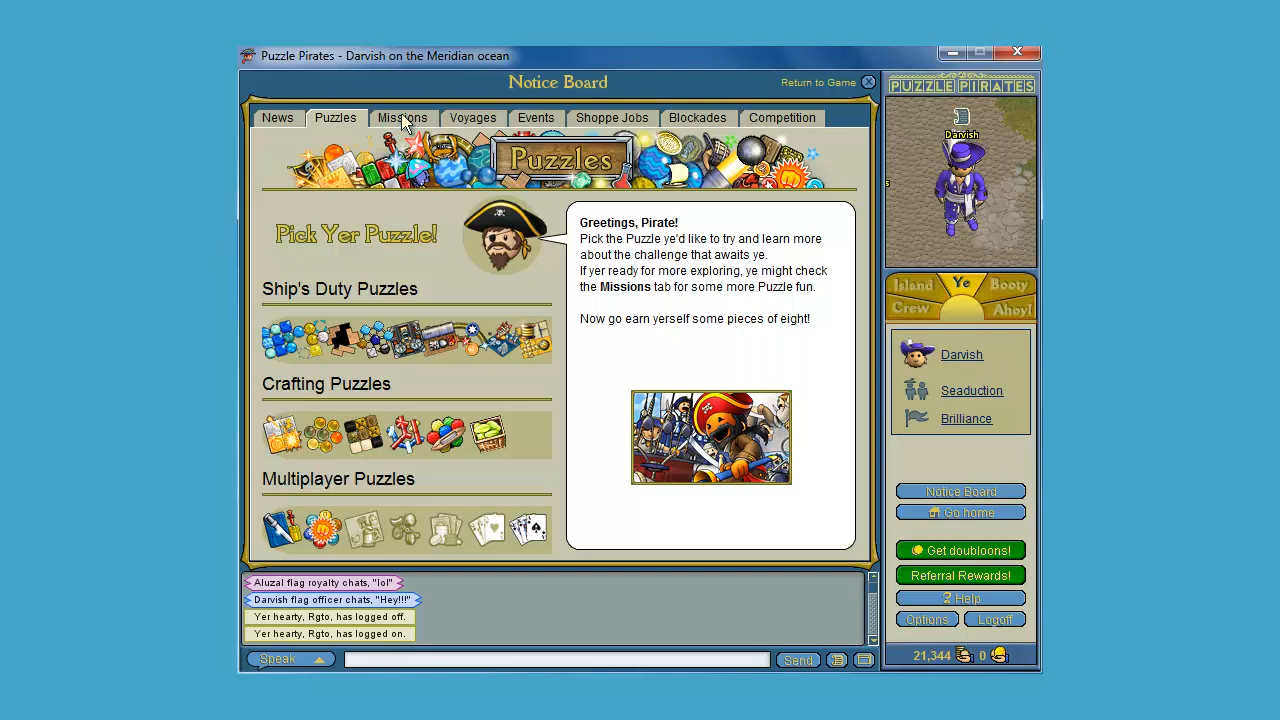 Puzzle Pirates - Darvish on the Meridian ocean
Notice Board
Return to Game
PUZZLE PIRATES
News
Puzzles
Missions
Voyages
Events
Shoppe Jobs
Blockades
Competition
Puzzles
Pick Yer Puzzle!
Greetings, Pirate!
Pick the Puzzle ye'd like to try and learn more
about the challenge that awaits ye.
If yer ready for more exploring, ye might check
the Missions tab for some more Puzzle fun.
Now go earn yerself some pieces of eight!
Ship's Duty Puzzles
Crafting Puzzles
Multiplayer Puzzles
Darvish
Island
Ye
Booty
Crew
Ahoy!
Darvish
Seaduction
Brilliance
Notice Board
Go home
Get doubloons!
Referral Rewards!
Help
Options
Logoff
21,344
0
Aluzal flag royalty chats, "lol"
Darvish flag officer chats, "Hey!!!"
Yer hearty, Rgto, has logged off.
Yer hearty, Rgto, has logged on.
Speak
Send